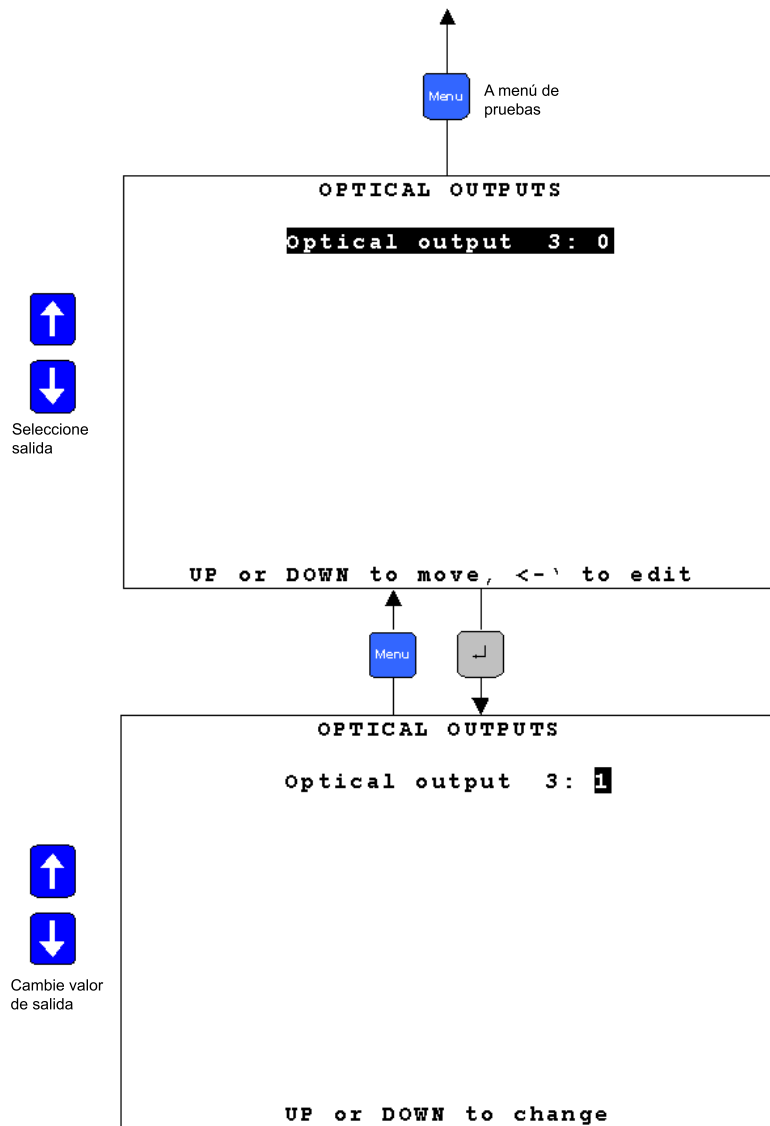 Menu
A menú de
pruebas
OPTICAL OUTPUTS
Optical output 3: 0
Seleccione
salida
UP or DOWN to move, <-` to edit
Menu
OPTICAL OUTPUTS
Optical output 3: 1
Cambie valor
de salida
UP or DOWN to change